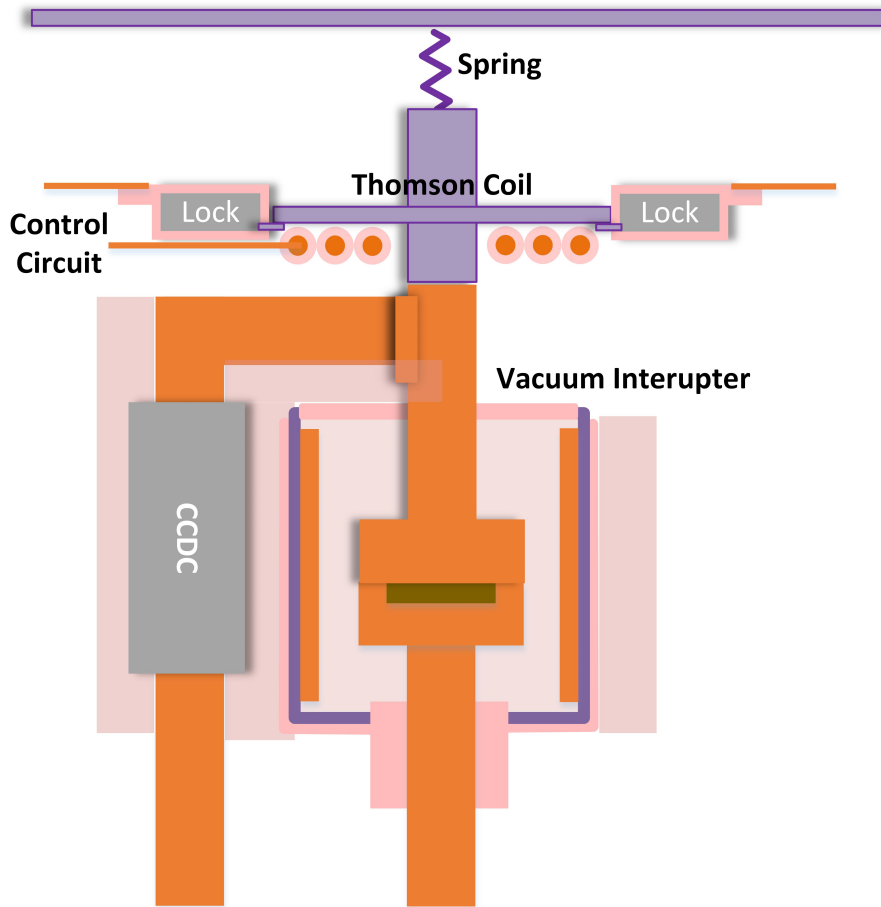 Spring
Thomson Coil
Lock
Lock
Control
Circuit
Vacuum Interupter
CCDC